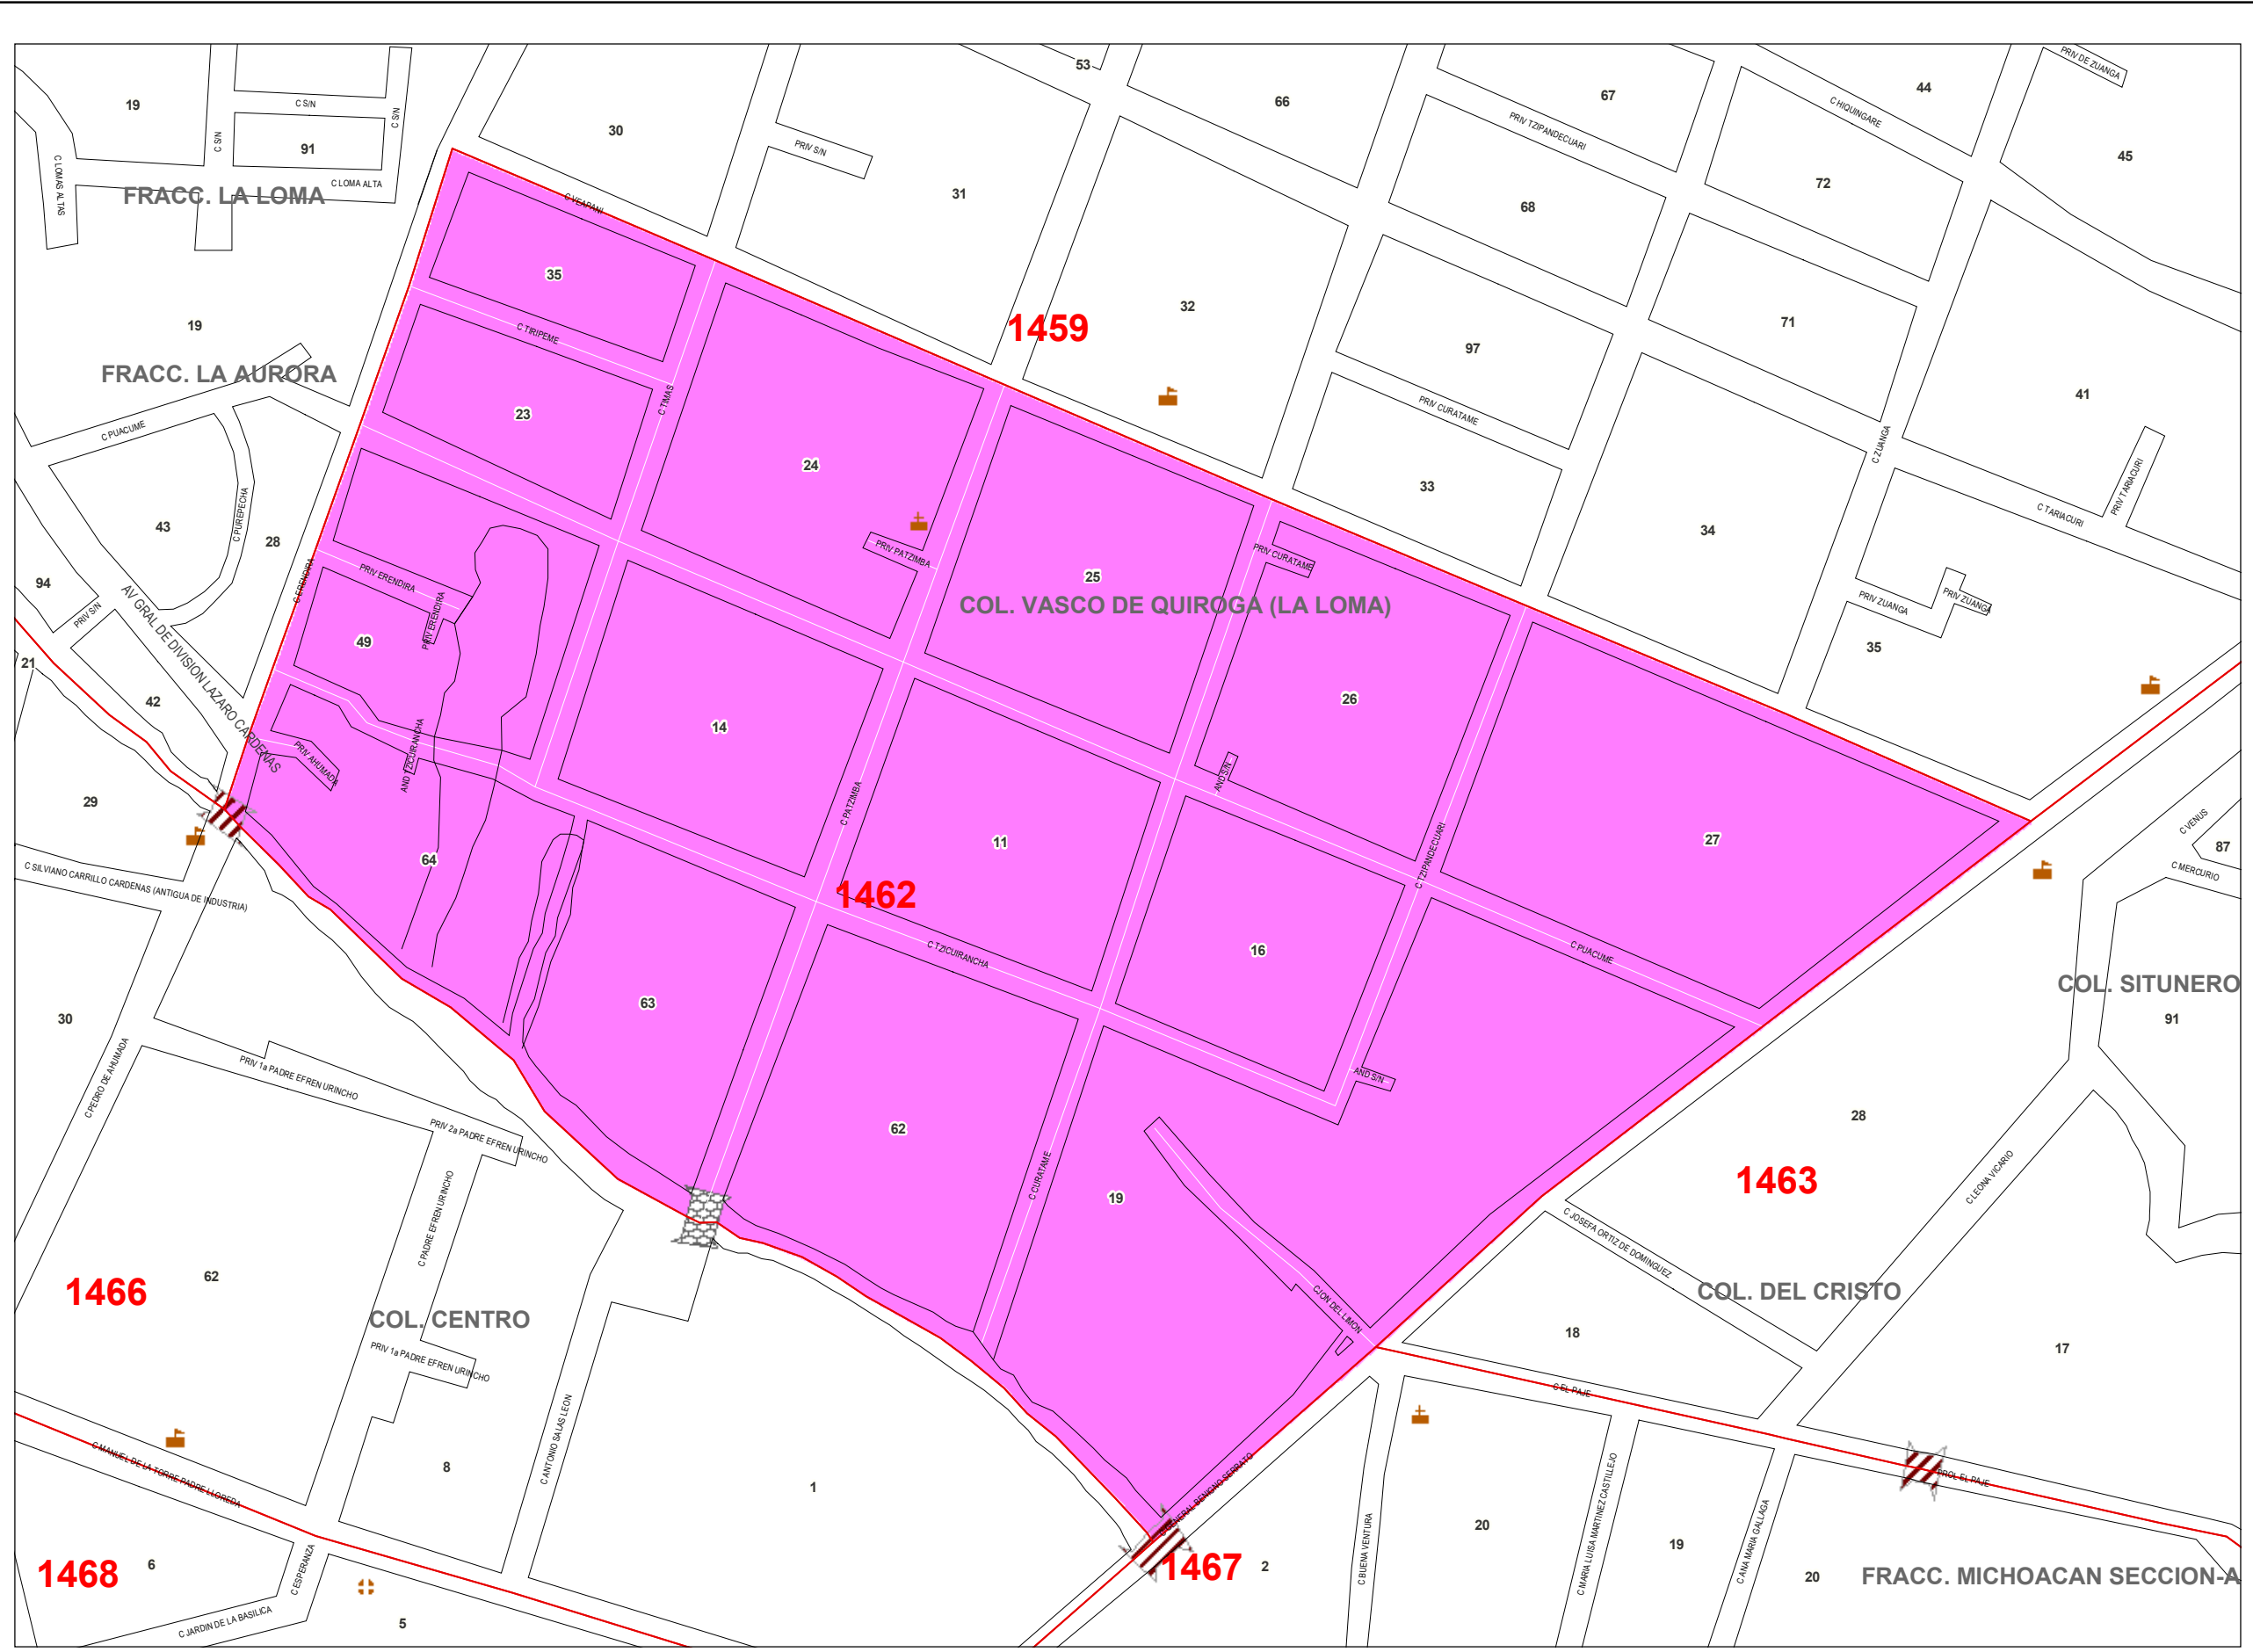 53
PRIV DE ZUANGA
19
C S/N
C S/N
C S/N
30
66
67
44
C HIQUINGARE
PRIV TZIPANDECUARI
91
PRIV S/N
45
C LOMAS ALTAS
C LOMA ALTA
FRACC. LA LOMA
C VEAPANI
31
68
72
35
19
C TIRIPEME
1459
32
71
97
FRACC. LA AURORA
C TIMAS
PRIV CURATAME
41
23
C PUACUME
24
C ZUANGA
33
PRIV TARIACURI
C TARIACURI
43
C PUREPECHA
28
34
PRIV PATZIMBA
PRIV CURATAME
94
C ERENDIRA
PRIV ERENDIRA
25
COL. VASCO DE QUIROGA (LA LOMA)
PRIV ZUANGA
PRIV ZUANGA
PRIV S/N
AV GRAL DE DIVISION LAZARO CARDENAS
PRIV ERENDIRA
49
35
21
42
26
14
AND TZICUIRANCHA
PRIV AHUMADA
AND S/N
29
C PATZIMBA
C VENUS
11
27
87
64
C TZIPANDECUARI
C SILVIANO CARRILLO CARDENAS (ANTIGUA DE INDUSTRIA)
C MERCURIO
1462
C TZICUIRANCHA
16
C PUACUME
COL. SITUNERO
63
30
91
PRIV 1a PADRE EFREN URINCHO
C PEDRO DE AHUMADA
AND S/N
28
PRIV 2a PADRE EFREN URINCHO
62
C CURATAME
1463
C LEONA VICARIO
19
C PADRE EFREN URINCHO
C JOSEFA ORTIZ DE DOMINGUEZ
62
1466
COL. DEL CRISTO
CJON DEL LIMON
COL. CENTRO
18
17
PRIV 1a PADRE EFREN URINCHO
C EL PAJE
C ANTONIO SALAS LEON
8
C MANUEL DE LA TORRE PADRE LLOREDA
1
C GENERAL BENIGNO SERRATO
PROL EL PAJE
C MARIA LUISA MARTINEZ CASTILLEJO
C ANA MARIA GALLAGA
C BUENA VENTURA
20
19
1468
6
C ESPERANZA
1467
2
20
FRACC. MICHOACAN SECCION-A
C JARDIN DE LA BASILICA
5